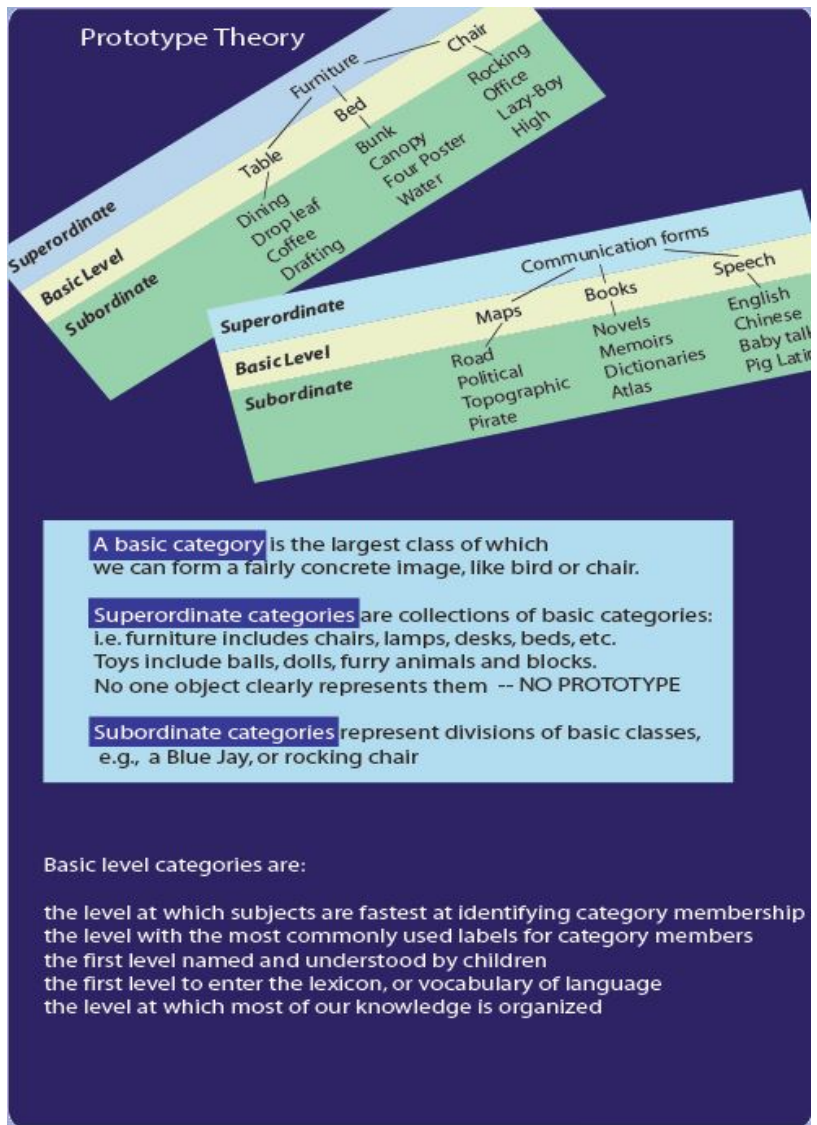 Prototype Theory
Superordinate
Furniture
Basic Level
Table
Bed
Chair
Subordinate
Dining
Drop leaf
Coffee
Drafting
Bunk
Canopy
Four Poster
Water
Rocking
Office
Lazy-Boy
High
Superordinate
Communication forms
Basic Level
Maps
Books
Speech
Subordinate
Road
Political
Topographic
Pirate
Novels
Memoirs
Dictionaries
Atlas
English
Chinese
Baby talk
Pig Latin
A basic category is the largest class of which
we can form a fairly concrete image, like bird or chair.
Superordinate categories are collections of basic categories:
i.e. furniture includes chairs, lamps, desks, beds, etc.
Toys include balls, dolls, furry animals and blocks.
No one object clearly represents them -- NO PROTOTYPE
Subordinate categories represent divisions of basic classes,
e.g., a Blue Jay, or rocking chair
Basic level categories are:
the level at which subjects are fastest at identifying category membership
the level with the most commonly used labels for category members
the first level named and understood by children
the first level to enter the lexicon, or vocabulary of language
the level at which most of our knowledge is organized